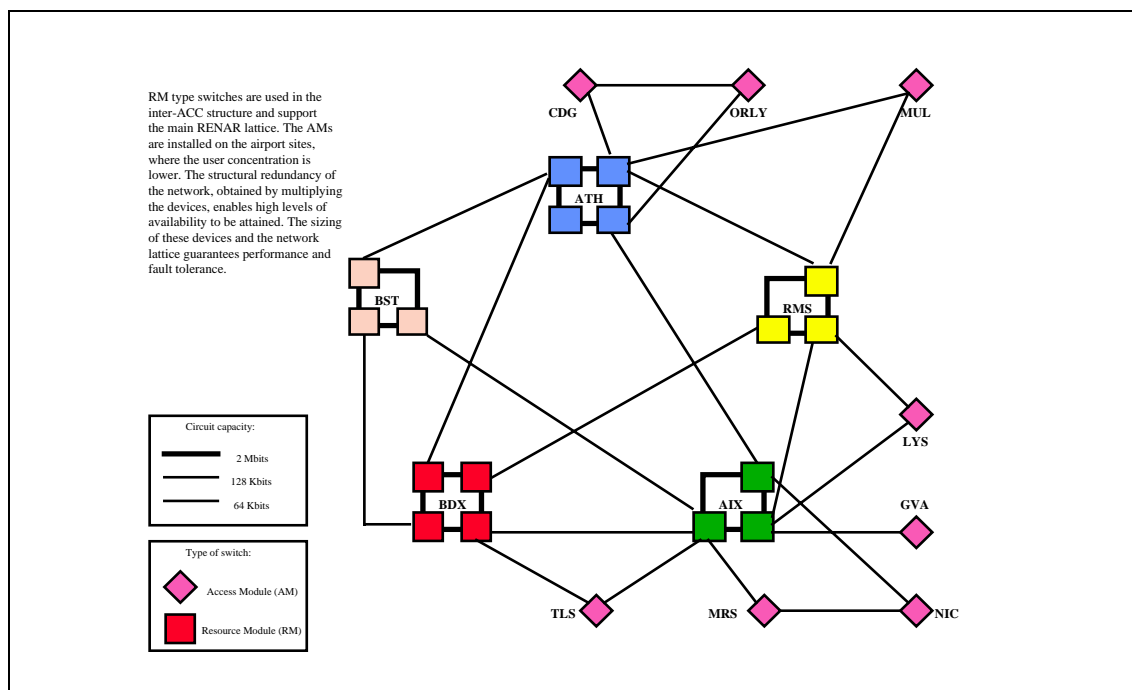 RM type switches are used in the
inter-ACC structure and support
the main RENAR lattice. The AMs
are installed on the airport sites,
where the user concentration is
lower. The structural redundancy of
the network, obtained by multiplying
the devices, enables high levels of
availability to be attained. The sizing
of these devices and the network
lattice guarantees performance and
fault tolerance.
CDG
ORLY
MUL
ATH
BST
RMS
LYS
BDX
AIX
GVA
TLS
MRS
NIC
Circuit capacity:
2 Mbits
128 Kbits
64 Kbits
Type of switch:
Access Module (AM)
Resource Module (RM)